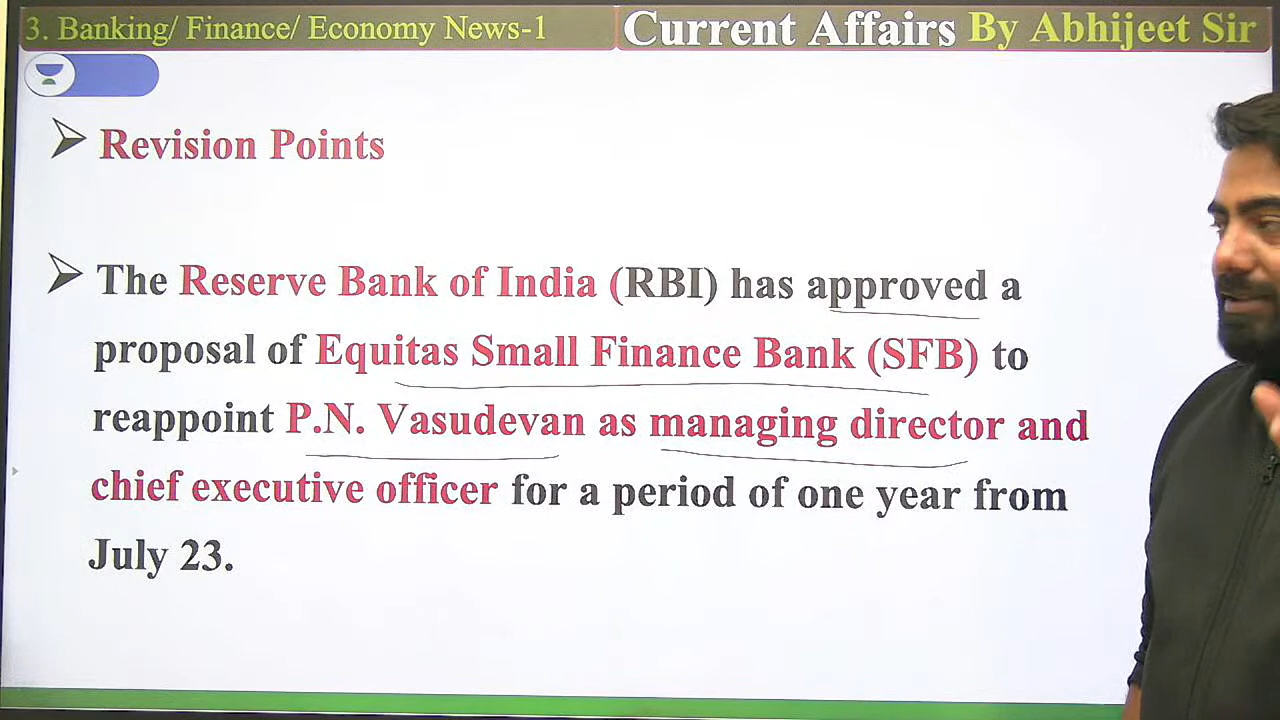 3. Banking/ Finance/ Economy News-1
Current Affairs By Abhijeet Sir
Revision Points
The Reserve Bank of India (RBI) has approved a
proposal of Equitas Small Finance Bank (SFB) to
reappoint P.N. Vasudevan as managing director and
chief executive officer for a period of one year from
July 23.